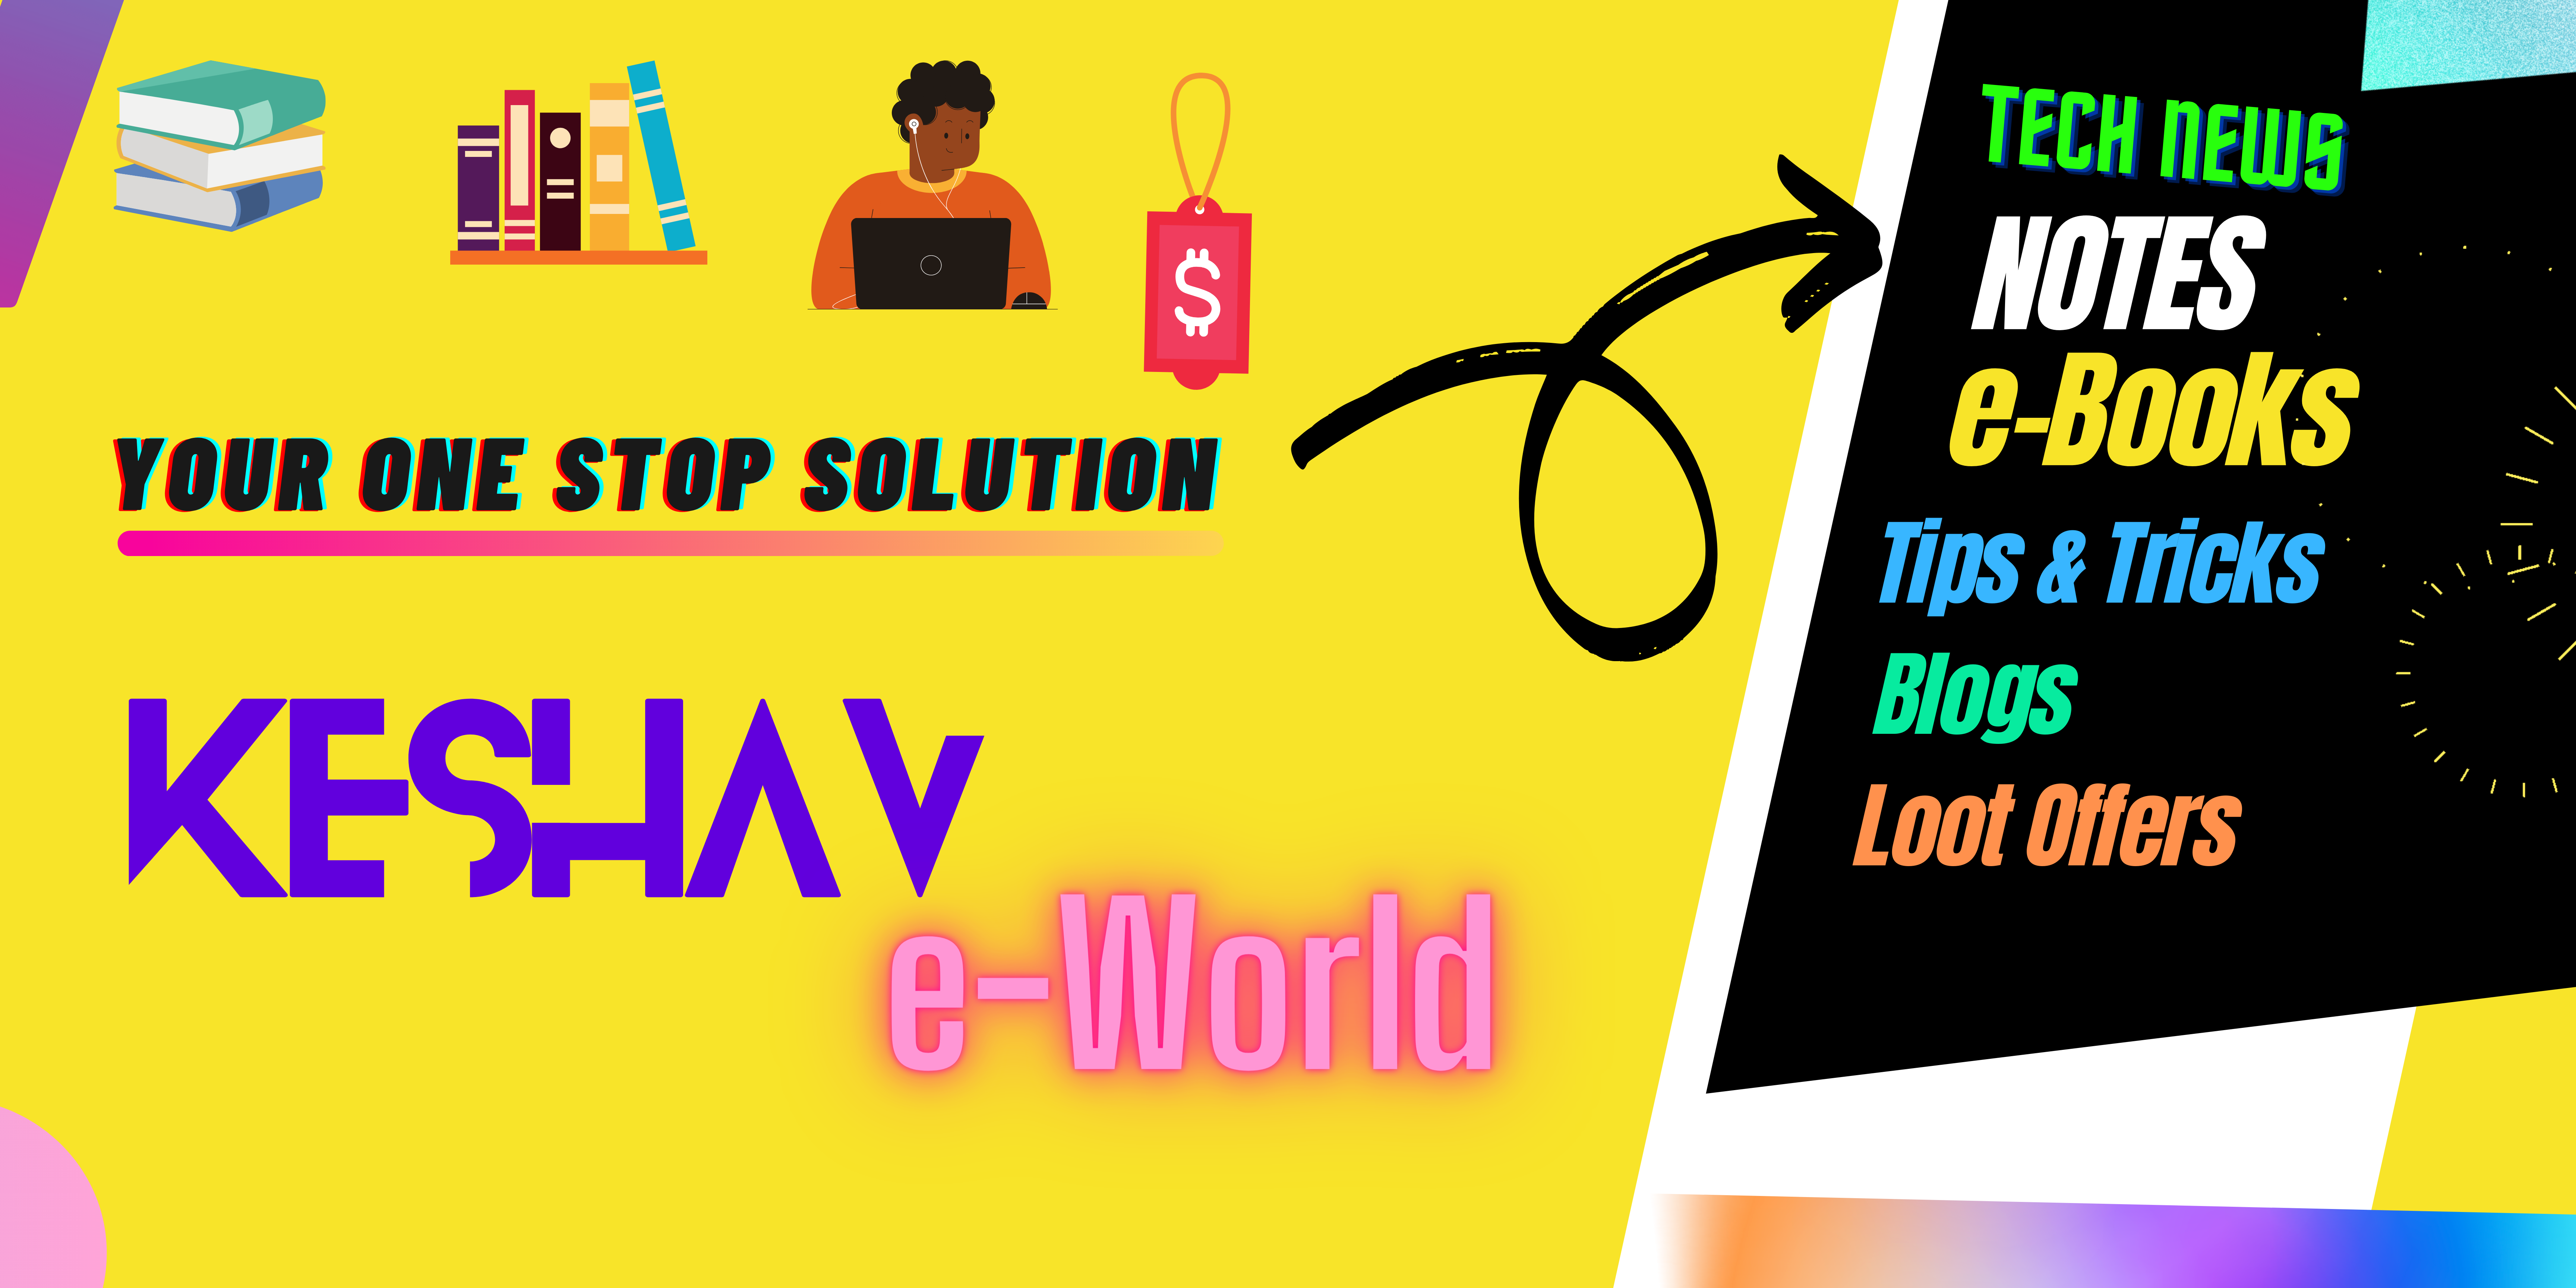 YOUR ONE STOP SOLUTION
KESHAV
e-World
TECH NEWS
NOTES
e-Books
Tips & Tricks
Blogs
Loot Offers
$